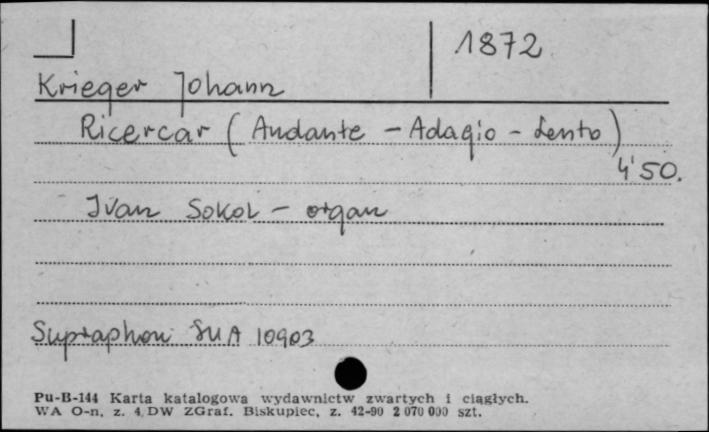 1872
Krieger Johann
Ricercar (Andante - Adagio - Lento)
4'50.
Ivan Sokol - organ
Supraphon SUA 10903
Pu-B-144 Karta katalogowa wydawnictw zwartych i ciągłych.
WA O-n, z. 4 DW ZGraf. Biskupiec, z. 42-90 2 070 000 szt.